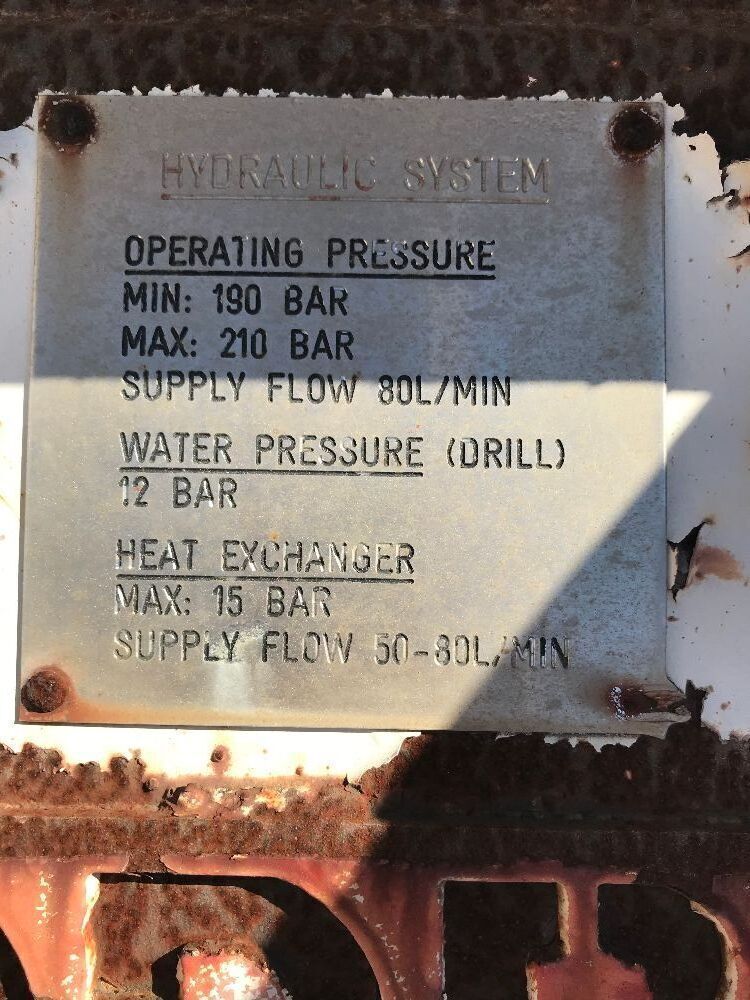 HYDRAULIC SYSTEM
OPERATING PRESSURE
MIN: 190 BAR
MAX: 210 BAR
SUPPLY FLOW 80L/MIN
WATER PRESSURE (DRILL)
12 BAR
HEAT EXCHANGER
MAX: 15 BAR
SUPPLY FLOW 50-80L/MIN